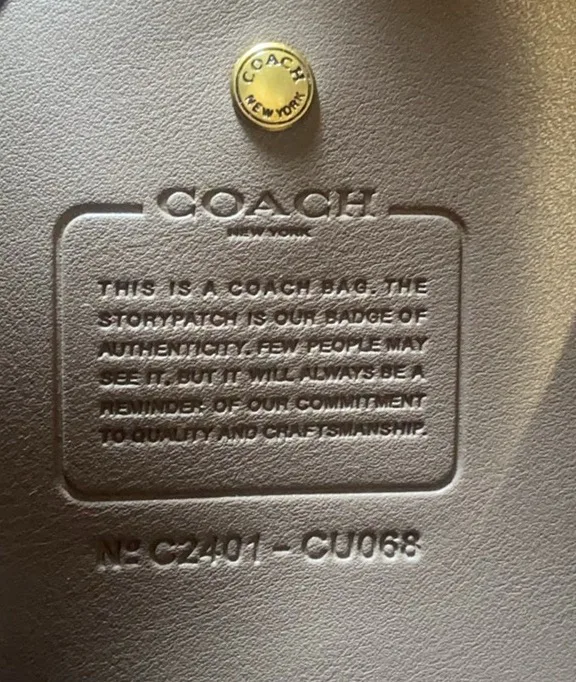 COACH
NEW YORK
COACH
NEW YORK
THIS IS A COACH BAG. THE
STORYPATCH IS OUR BADGE OF
AUTHENTICITY. FEW PEOPLE MAY
SEE IT, BUT IT WILL ALWAYS BE A
REMINDER OF OUR COMMITMENT
TO QUALITY AND CRAFTSMANSHIP.
Nº C2401 - CU068